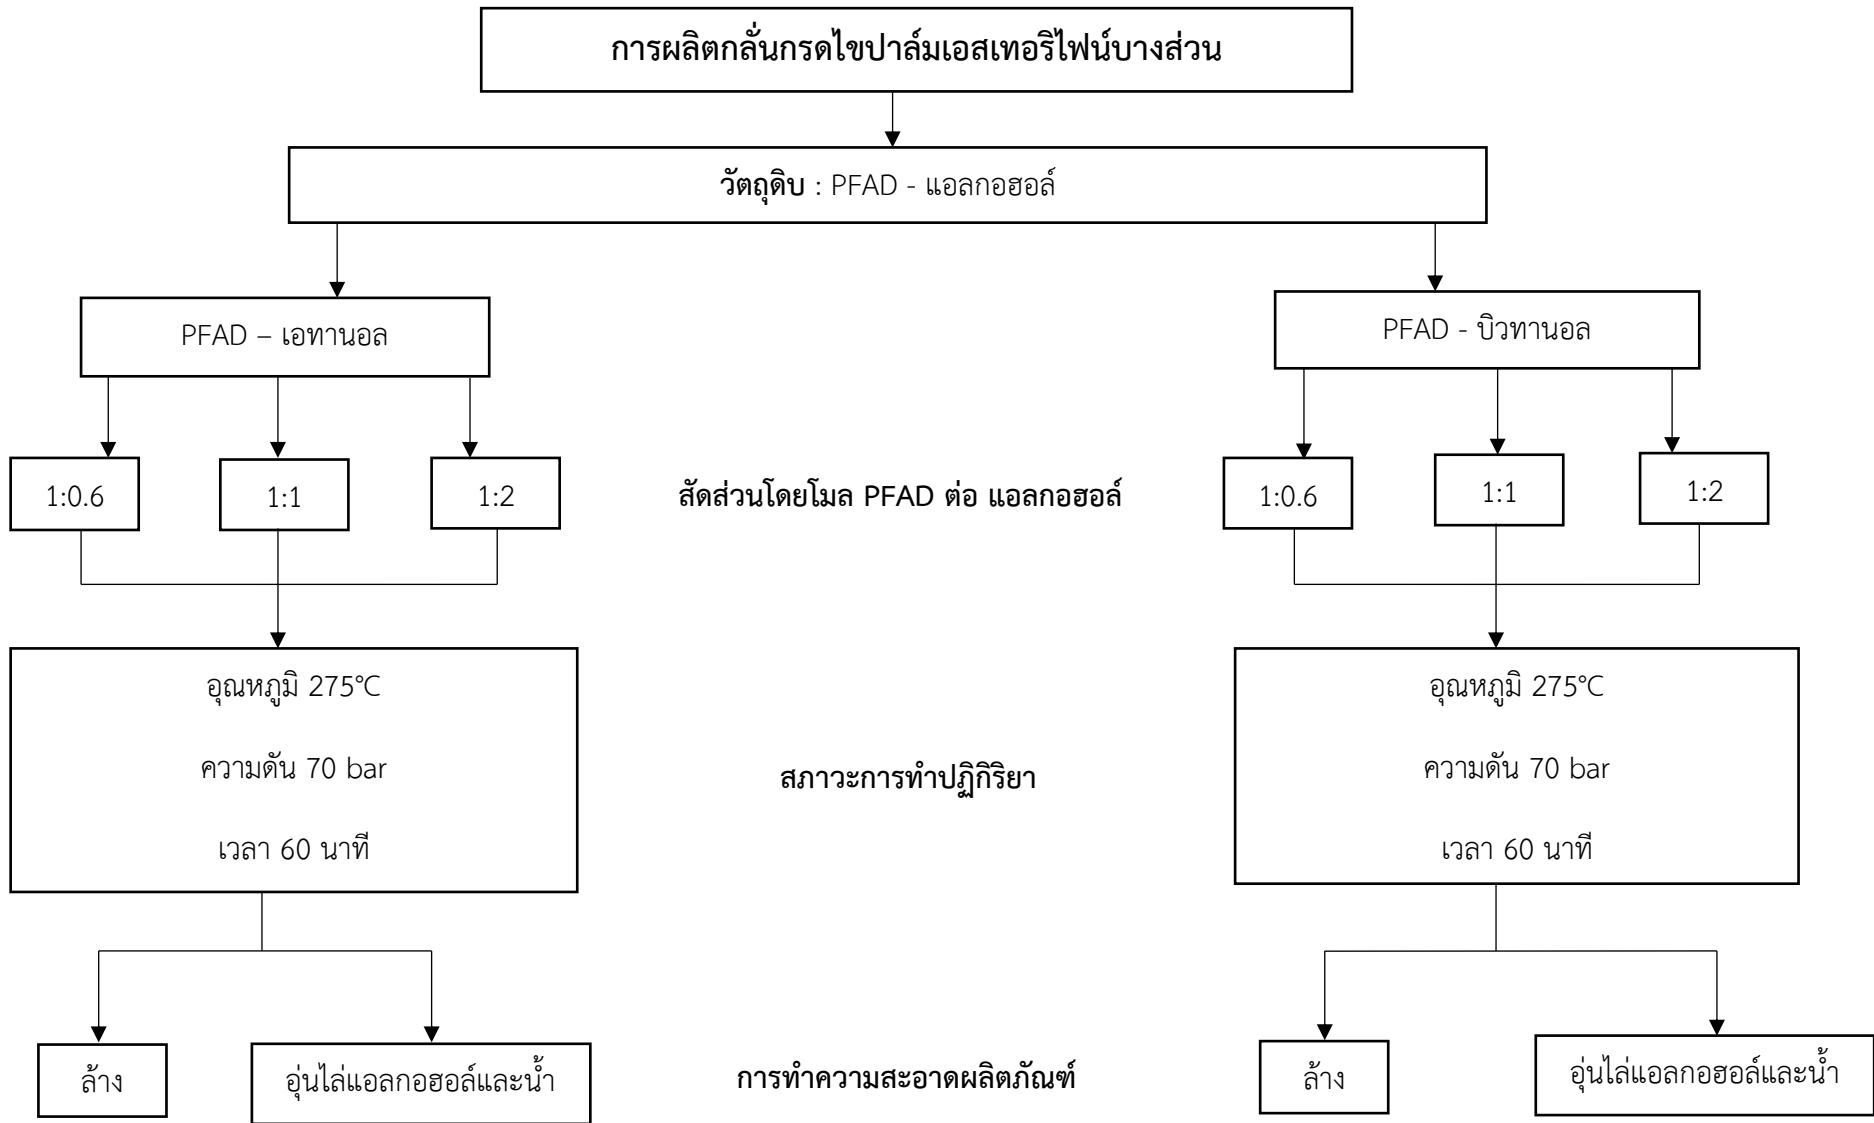 การผลิตกลั่นกรดไขปาล์มเอสเทอริไฟน์บางส่วน
วัตถุดิบ : PFAD - แอลกอฮอล์
PFAD – เอทานอล
PFAD - บิวทานอล
1:0.6
1:1
1:2
สัดส่วนโดยโมล PFAD ต่อ แอลกอฮอล์
1:0.6
1:1
1:2
อุณหภูมิ 275°C
ความดัน 70 bar
เวลา 60 นาที
สภาวะการทำปฏิกิริยา
อุณหภูมิ 275°C
ความดัน 70 bar
เวลา 60 นาที
ล้าง
อุ่นไล่แอลกอฮอล์และน้ำ
การทำความสะอาดผลิตภัณฑ์
ล้าง
อุ่นไล่แอลกอฮอล์และน้ำ